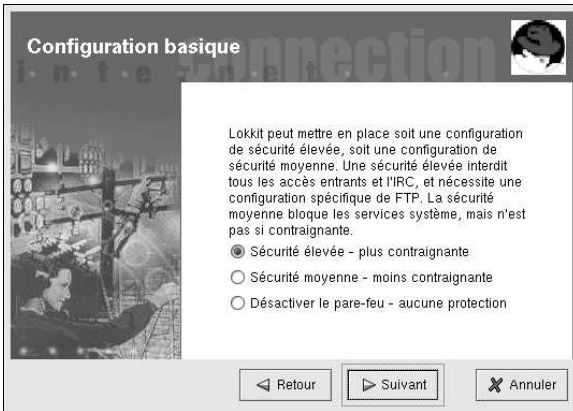 Configuration basique
connection
internet
Lokkit peut mettre en place soit une configuration
de sécurité élevée, soit une configuration de
sécurité moyenne. Une sécurité élevée interdit
tous les accès entrants et l'IRC, et nécessite une
configuration spécifique de FTP. La sécurité
moyenne bloque les services système, mais n'est
pas si contraignante.
Sécurité élevée - plus contraignante
Sécurité moyenne - moins contraignante
Désactiver le pare-feu - aucune protection
Retour
Suivant
Annuler